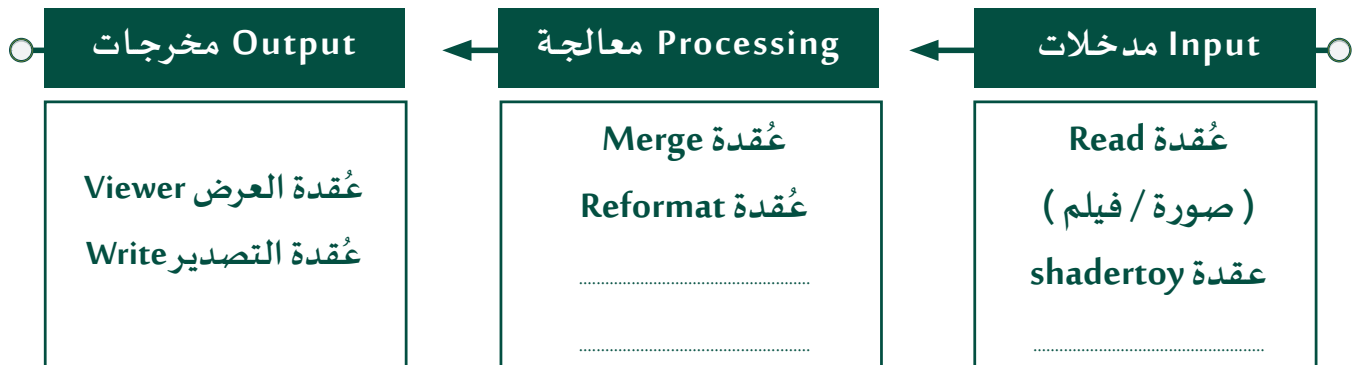 مدخلات Input
عُقدة Read
( صورة / فيلم )
عقدة shadertoy
................................................
معالجة Processing
عُقدة Merge
عُقدة Reformat
................................................
................................................
مخرجات Output
عُقدة العرض Viewer
عُقدة التصدير Write